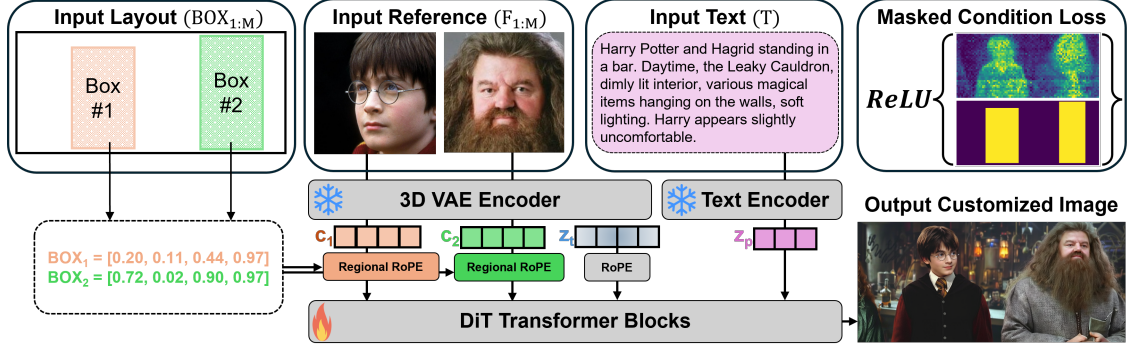 Input Layout (BOX₁:M)
Box
#1
Box
#2
Input Reference (F₁:M)
Input Text (T)
Harry Potter and Hagrid standing in
a bar. Daytime, the Leaky Cauldron,
dimly lit interior, various magical
items hanging on the walls, soft
lighting. Harry appears slightly
uncomfortable.
Masked Condition Loss
ReLU
3D VAE Encoder
Text Encoder
Output Customized Image
C₁
C₂
Zₜ
Zₚ
BOX₁ = [0.20, 0.11, 0.44, 0.97]
BOX₂ = [0.72, 0.02, 0.90, 0.97]
Regional RoPE
Regional RoPE
RoPE
DiT Transformer Blocks